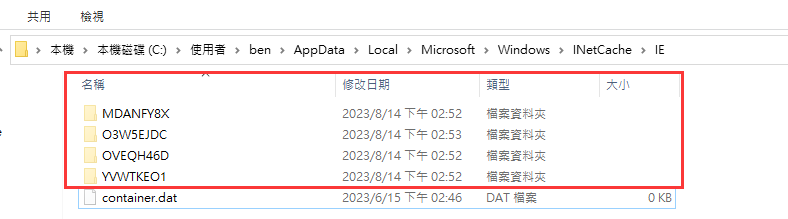 共用 檢視
本機 > 本機磁碟 (C:) > 使用者 > ben > AppData > Local > Microsoft > Windows > INetCache > IE
名稱 修改日期 類型 大小
MDANFY8X 2023/8/14 下午 02:52 檔案資料夾
O3W5EJDC 2023/8/14 下午 02:53 檔案資料夾
OVEQH46D 2023/8/14 下午 02:52 檔案資料夾
YVWTKEO1 2023/8/14 下午 02:52 檔案資料夾
container.dat 2023/6/15 下午 02:46 DAT 檔案 0 KB